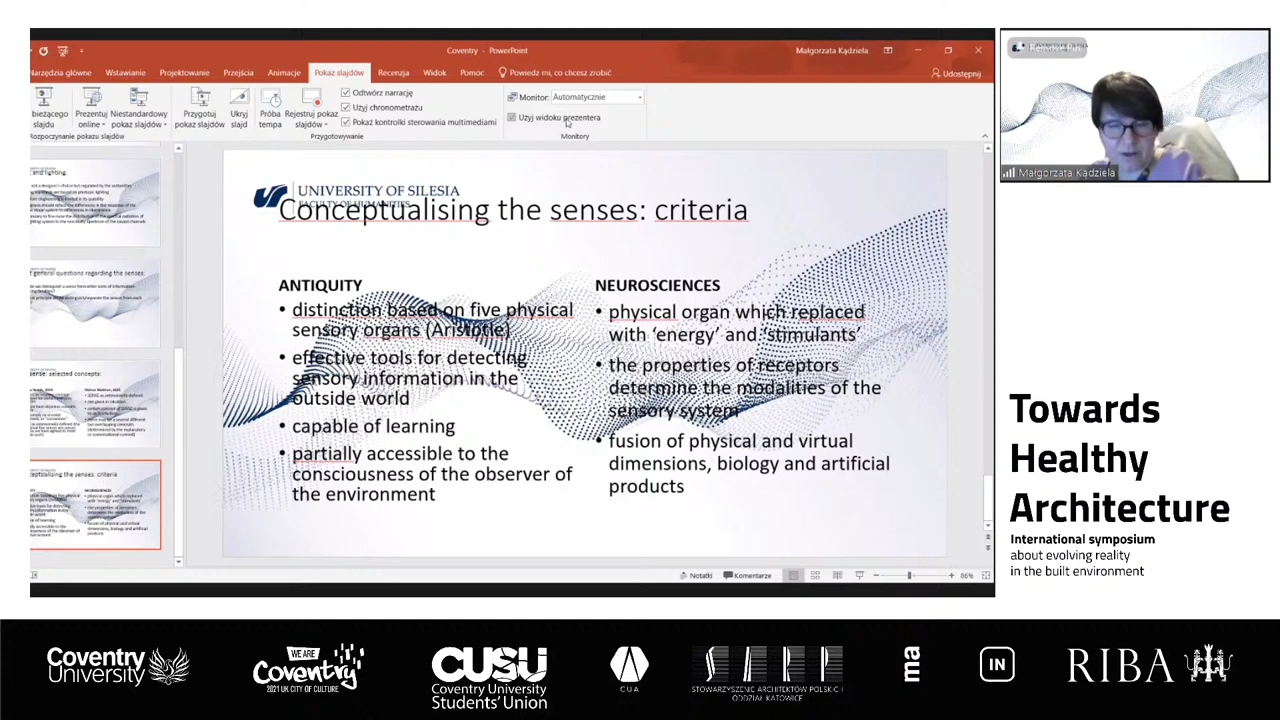 Coventry - PowerPoint
Małgorzata Kądziela
Narzędzia główne Wstawianie Projektowanie Przejścia Animacje Pokaz slajdów Recenzja Widok Pomoc Powiedz mi, co chcesz zrobić
Udostępnij
bieżącego slajdu
Prezentuj online
Niestandardowy pokaz slajdów
Rozpoczynanie pokazu slajdów
Przygotuj pokaz slajdów
Ukryj slajd
Próba tempa
Rejestruj pokaz slajdów
Odtwórz narrację
Użyj chronometrażu
Pokaż kontrolki sterowania multimediami
Przygotowywanie
Monitor: Automatycznie
Użyj widoku prezentera
Monitory
UNIVERSITY OF SILESIA
FACULTY OF HUMANITIES
Conceptualising the senses: criteria
ANTIQUITY
• distinction based on five physical
sensory organs (Aristotle)
• effective tools for detecting
sensory information in the
outside world
• capable of learning
• partially accessible to the
consciousness of the observer of
the environment
NEUROSCIENCES
• physical organ which replaced
with ‘energy’ and ‘stimulants’
• the properties of receptors
determine the modalities of the
sensory system
• fusion of physical and virtual
dimensions, biology and artificial
products
Notatki Komentarze
86%
Małgorzata Kądziela
Towards
Healthy
Architecture
International symposium
about evolving reality
in the built environment
Coventry
University
WE ARE
Coventry
2021 UK CITY OF CULTURE
CUSU
Coventry University
Students' Union
CUA
SARP
STOWARZYSZENIE ARCHITEKTÓW POLSKICH
ODDZIAŁ KATOWICE
ma
IN
RIBA